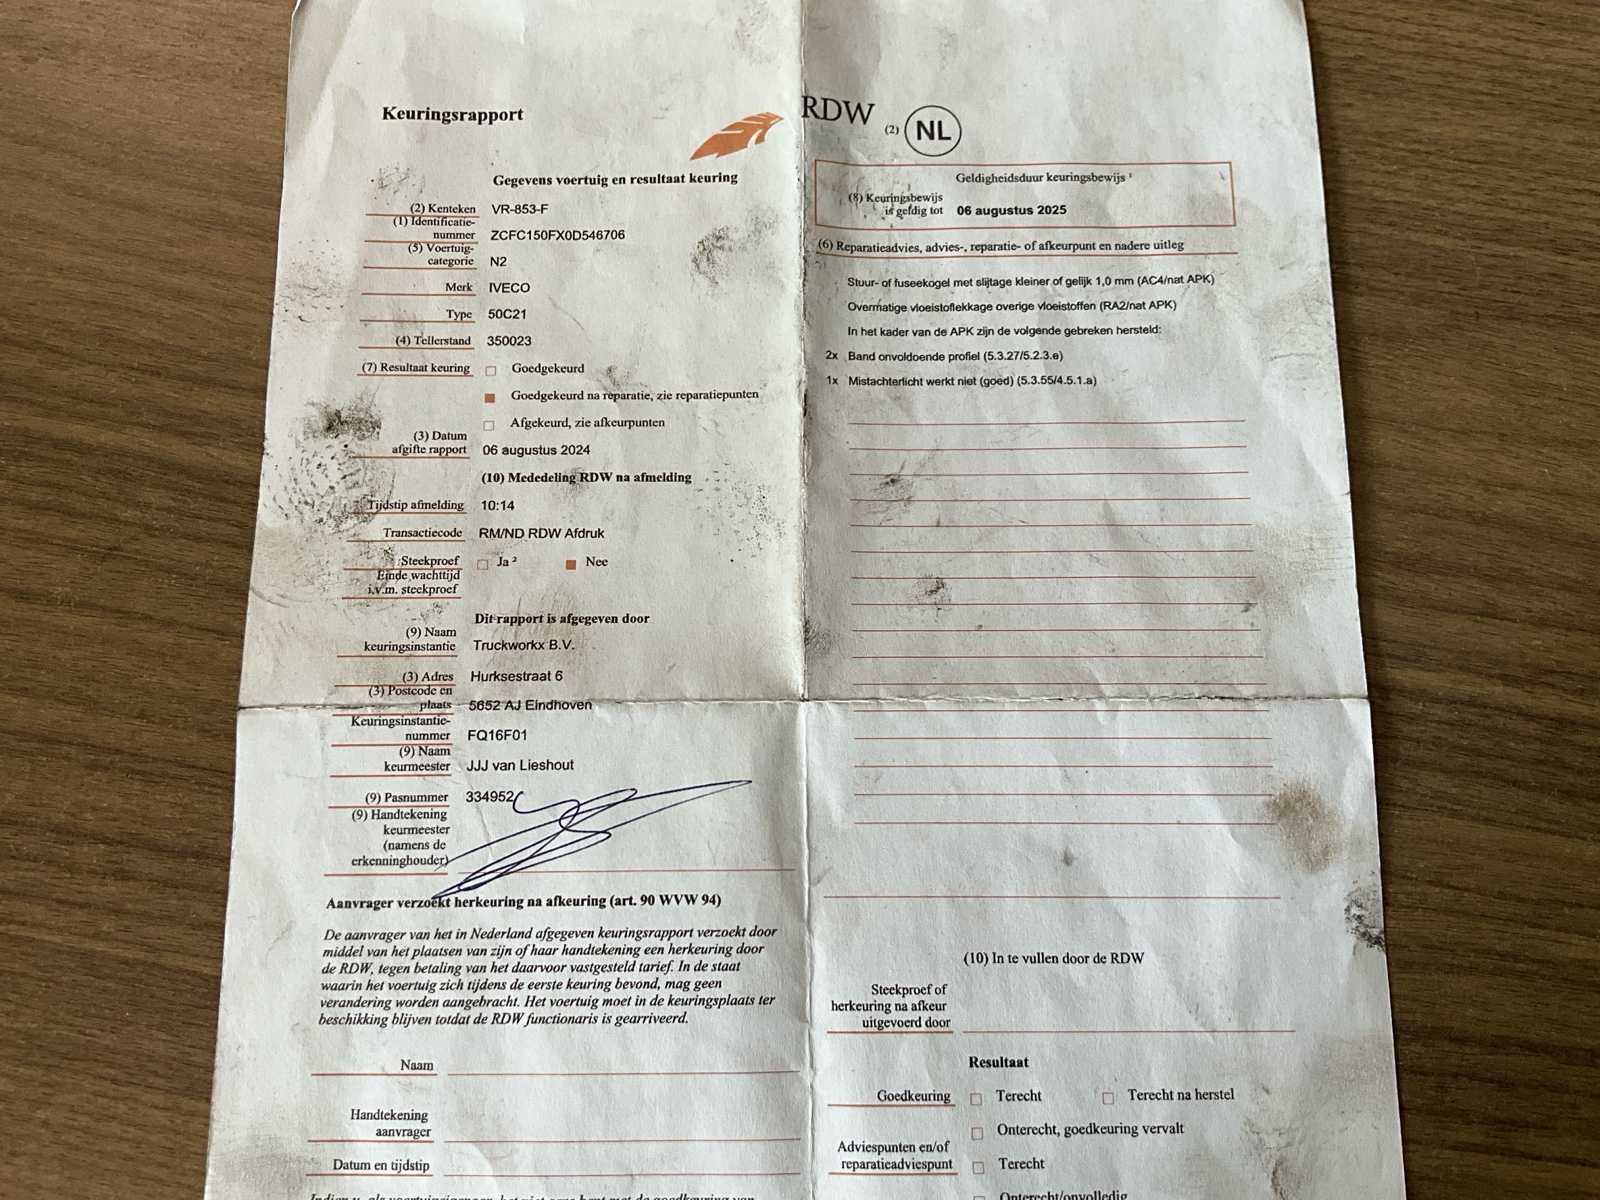 Keuringsrapport
Gegevens voertuig en resultaat keuring
(2) Kenteken VR-853-F
(1) Identificatie-
nummer ZCFC150FX0D546706
(5) Voertuig-
categorie N2
Merk IVECO
Type 50C21
(4) Tellerstand 350023
(7) Resultaat keuring Goedgekeurd
Goedgekeurd na reparatie, zie reparatiepunten
Afgekeurd, zie afkeurpunten
(3) Datum
afgifte rapport 06 augustus 2024
(10) Mededeling RDW na afmelding
Tijdstip afmelding 10:14
Transactiecode RM/ND RDW Afdruk
Steekproef Ja ² Nee
Einde wachttijd
i.v.m. steekproef
Dit rapport is afgegeven door
(9) Naam
keuringsinstantie Truckworkx B.V.
(3) Adres Hurksestraat 6
(3) Postcode en
plaats 5652 AJ Eindhoven
Keuringsinstantie-
nummer FQ16F01
(9) Naam
keurmeester JJJ van Lieshout
(9) Pasnummer 334952
(9) Handtekening
keurmeester
(namens de
erkenninghouder)
Aanvrager verzoekt herkeuring na afkeuring (art. 90 WVW 94)
De aanvrager van het in Nederland afgegeven keuringsrapport verzoekt door
middel van het plaatsen van zijn of haar handtekening een herkeuring door
de RDW, tegen betaling van het daarvoor vastgesteld tarief. In de staat
waarin het voertuig zich tijdens de eerste keuring bevond, mag geen
verandering worden aangebracht. Het voertuig moet in de keuringsplaats ter
beschikking blijven totdat de RDW functionaris is gearriveerd.
Naam
Handtekening
aanvrager
Datum en tijdstip
RDW (2) NL
Geldigheidsduur keuringsbewijs ¹
(8) Keuringsbewijs
is geldig tot 06 augustus 2025
(6) Reparatieadvies, advies-, reparatie- of afkeurpunt en nadere uitleg
Stuur- of fuseekogel met slijtage kleiner of gelijk 1,0 mm (AC4/nat APK)
Overmatige vloeistoflekkage overige vloeistoffen (RA2/nat APK)
In het kader van de APK zijn de volgende gebreken hersteld:
2x Band onvoldoende profiel (5.3.27/5.2.3.e)
1x Mistachterlicht werkt niet (goed) (5.3.55/4.5.1.a)
(10) In te vullen door de RDW
Steekproef of
herkeuring na afkeur
uitgevoerd door
Resultaat
Goedkeuring Terecht Terecht na herstel
Onterecht, goedkeuring vervalt
Adviespunten en/of
reparatieadviespunt Terecht
Onterecht/onvolledig